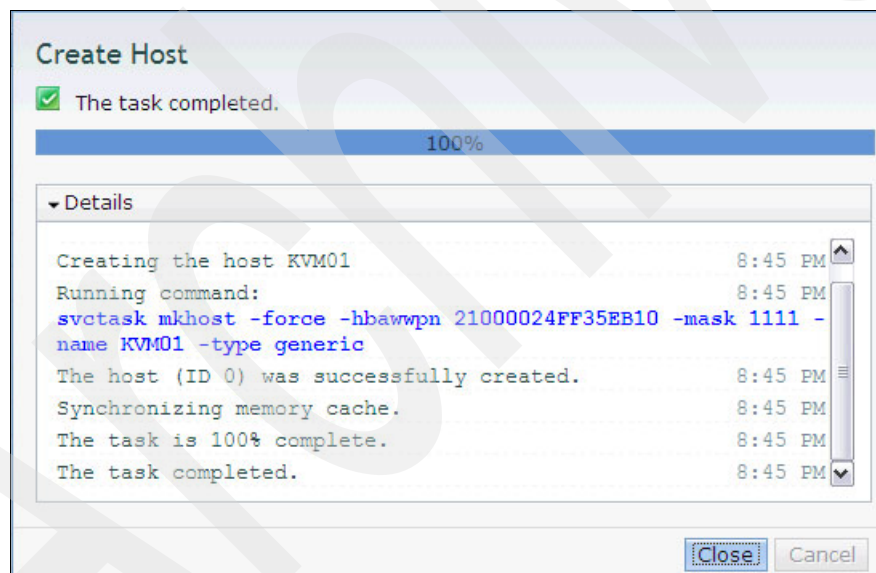 Create Host
The task completed.
100%
Details
Creating the host KVM01 8:45 PM
Running command: 8:45 PM
svctask mkhost -force -hbawwpn 21000024FF35EB10 -mask 1111 -
name KVM01 -type generic
The host (ID 0) was successfully created. 8:45 PM
Synchronizing memory cache. 8:45 PM
The task is 100% complete. 8:45 PM
The task completed. 8:45 PM
Close Cancel